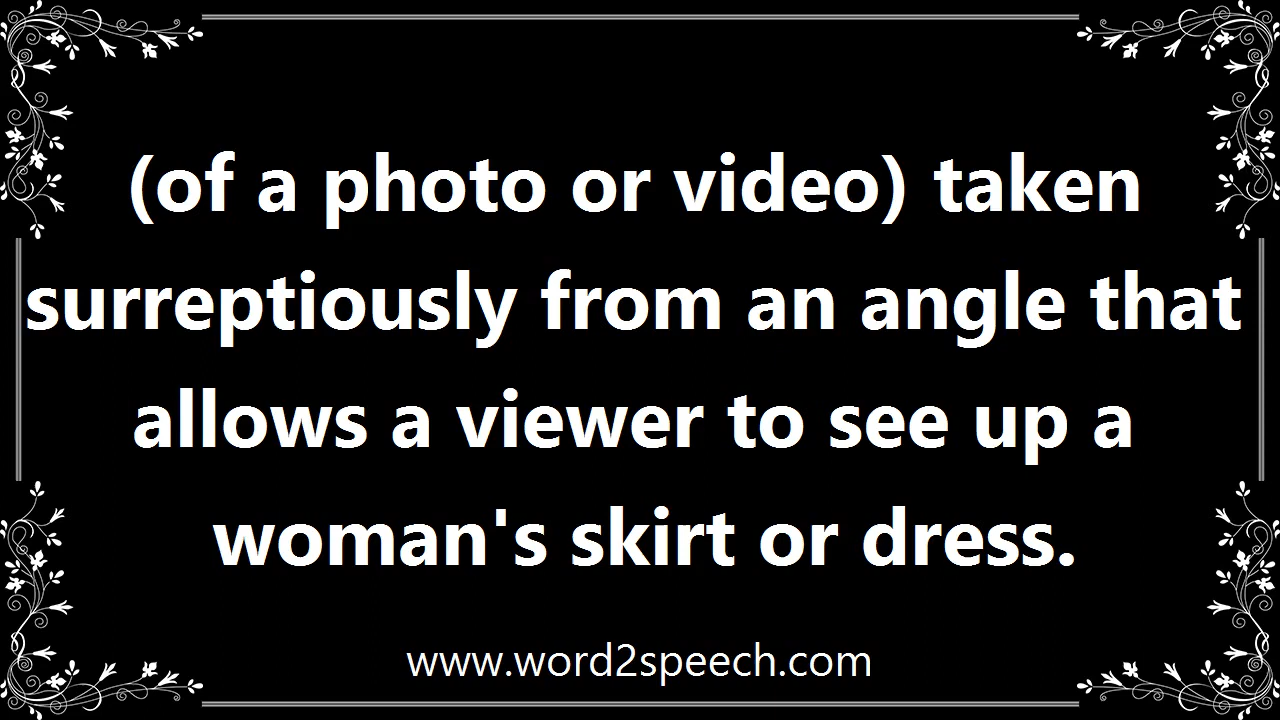 (of a photo or video) taken
surreptiously from an angle that
allows a viewer to see up a
woman's skirt or dress.
www.word2speech.com